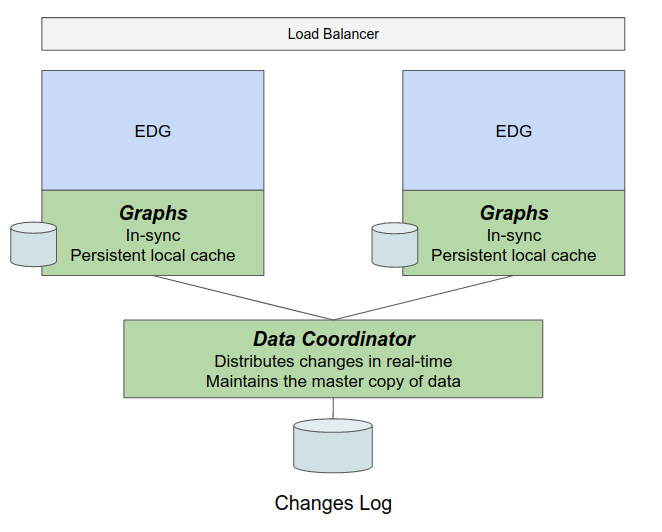 Load Balancer
EDG
Graphs
In-sync
Persistent local cache
EDG
Graphs
In-sync
Persistent local cache
Data Coordinator
Distributes changes in real-time
Maintains the master copy of data
Changes Log